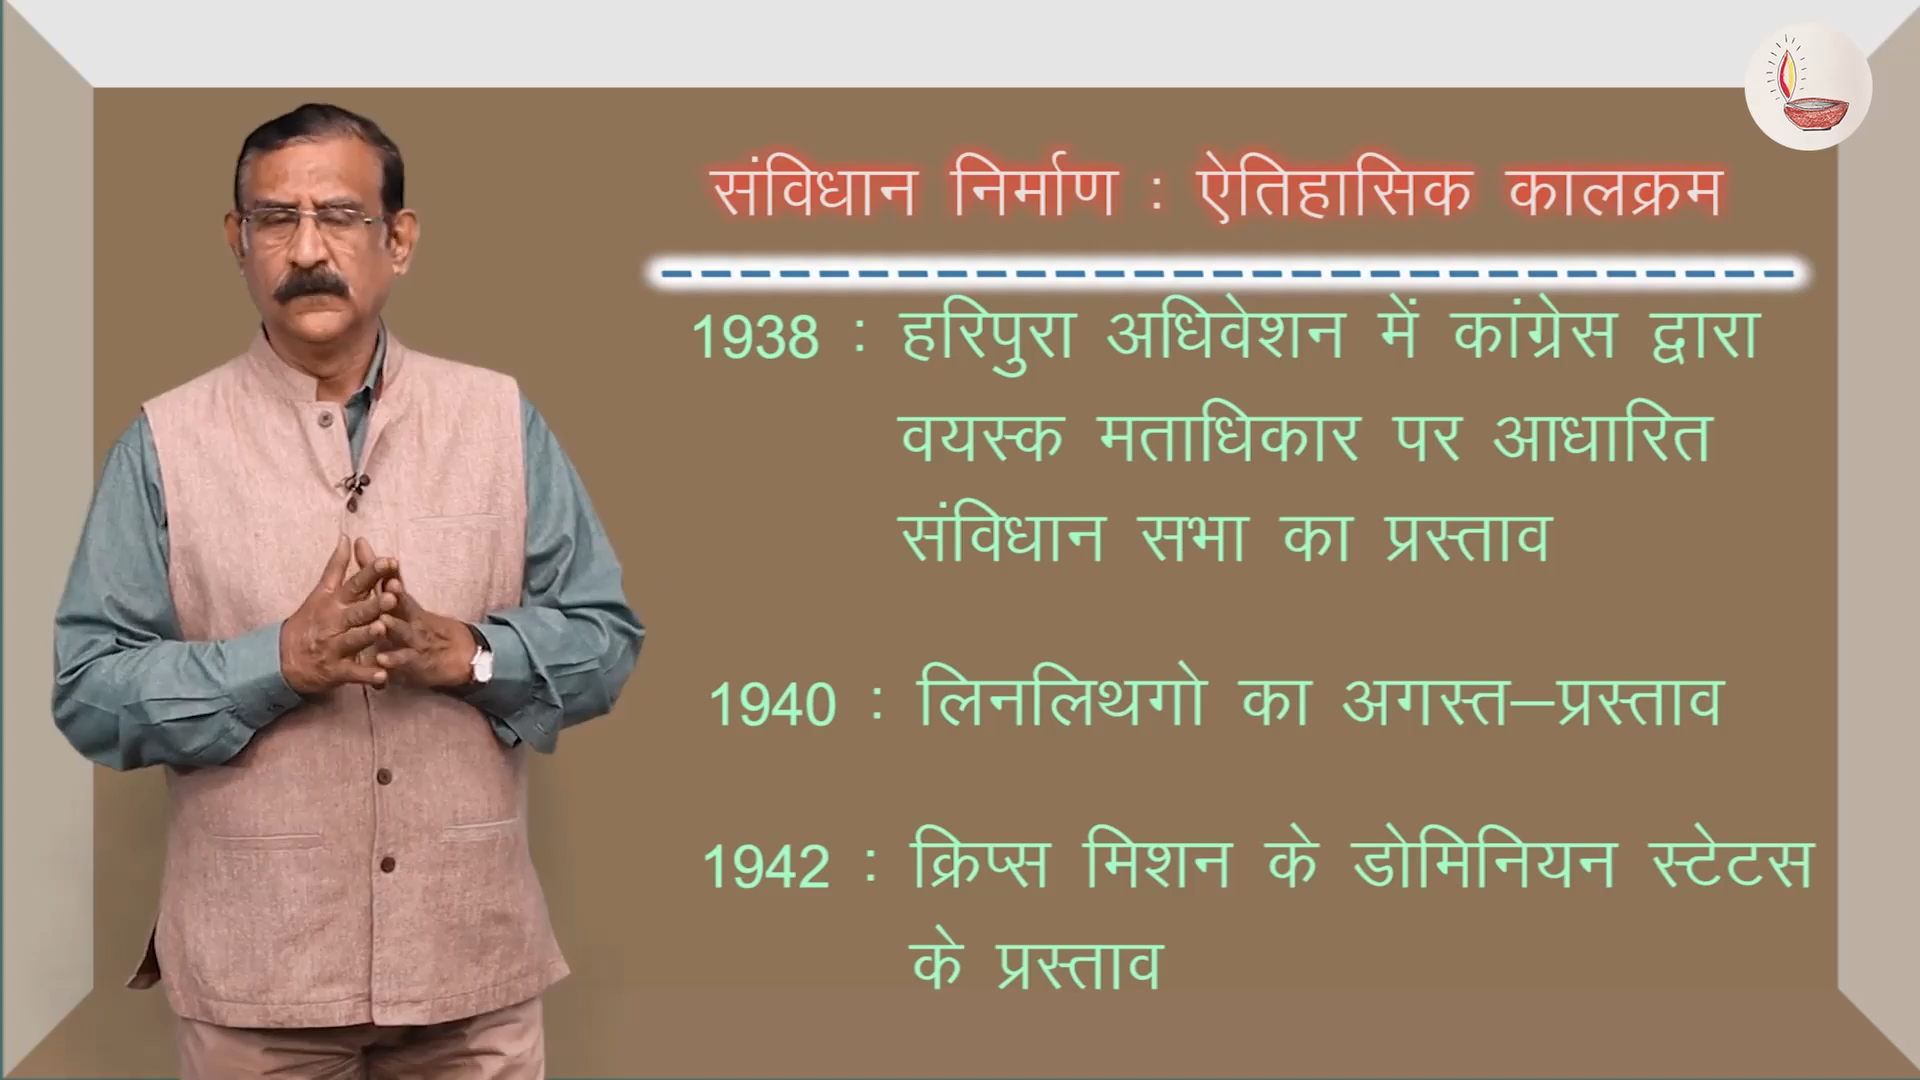 संविधान निर्माण : ऐतिहासिक कालक्रम
1938 : हरिपुरा अधिवेशन में कांग्रेस द्वारा
वयस्क मताधिकार पर आधारित
संविधान सभा का प्रस्ताव
1940 : लिनलिथगो का अगस्त–प्रस्ताव
1942 : क्रिप्स मिशन के डोमिनियन स्टेटस
के प्रस्ताव